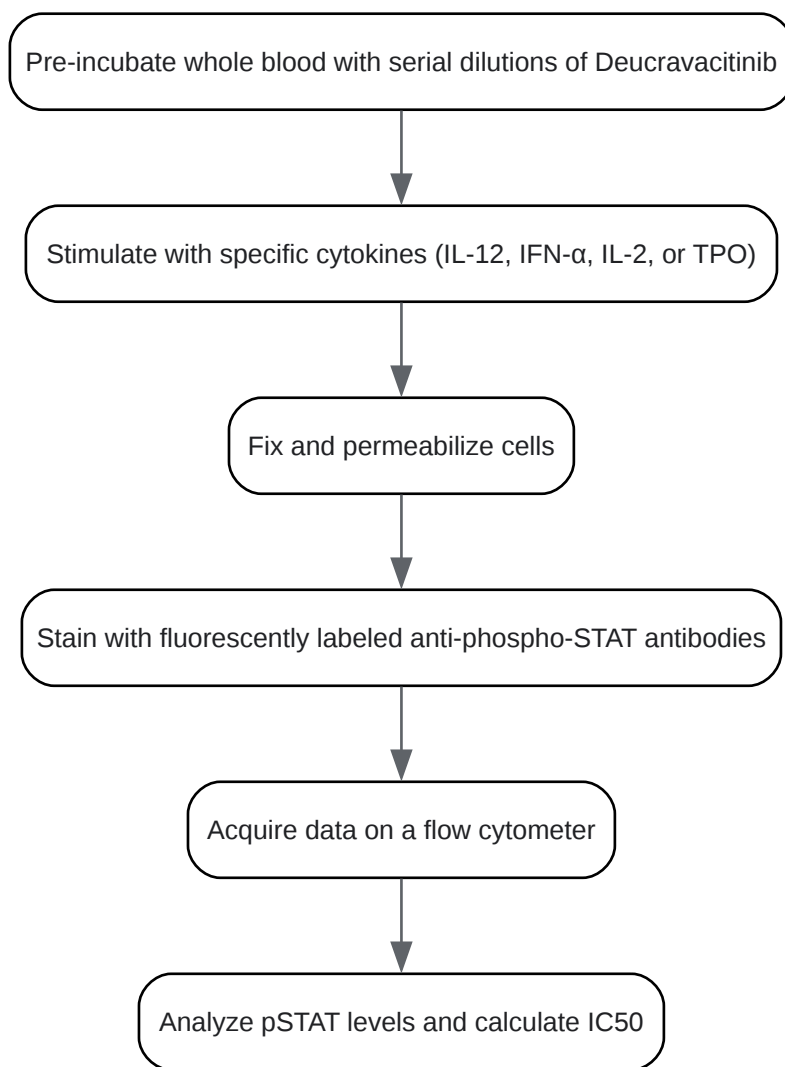 Pre-incubate whole blood with serial dilutions of Deucravacitinib
Stimulate with specific cytokines (IL-12, IFN-α, IL-2, or TPO)
Fix and permeabilize cells
Stain with fluorescently labeled anti-phospho-STAT antibodies
Acquire data on a flow cytometer
Analyze pSTAT levels and calculate IC50